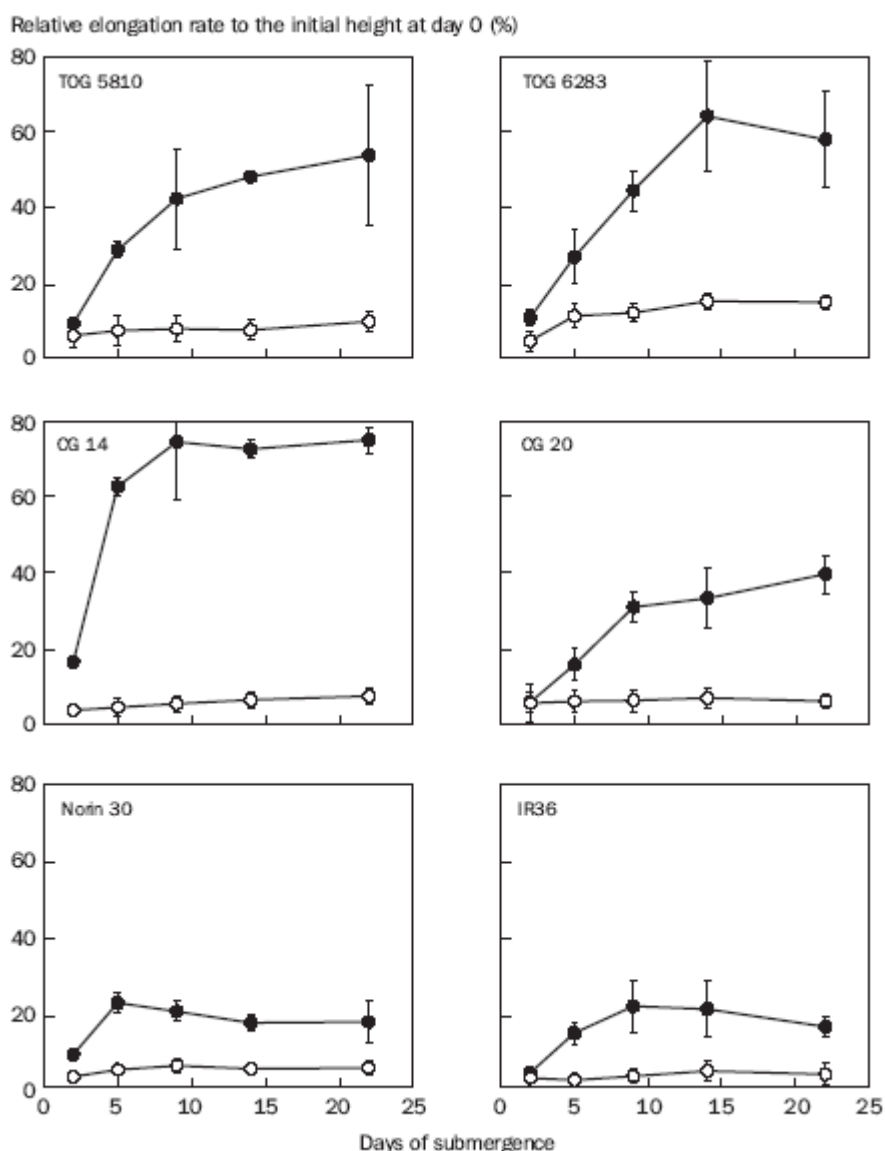 Relative elongation rate to the initial height at day 0 (%)
80
60
40
20
0
TOG 5810
TOG 6283
80
60
40
20
0
CG 14
CG 20
80
60
40
20
0
Norin 30
IR36
0 5 10 15 20 25
0 5 10 15 20 25
Days of submergence